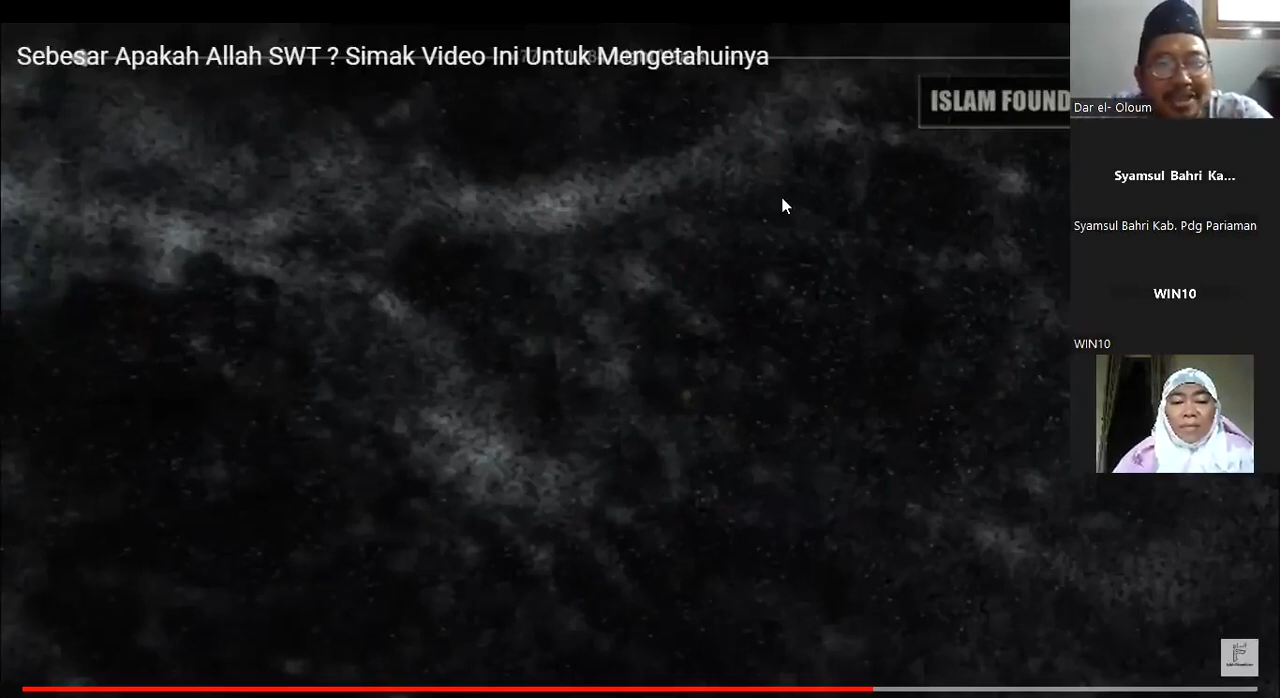 Sebesar Apakah Allah SWT ? Simak Video Ini Untuk Mengetahuinya
ISLAM FOUND
Dar el- Oloum
Syamsul Bahri Ka...
Syamsul Bahri Kab. Pdg Pariaman
WIN10
WIN10